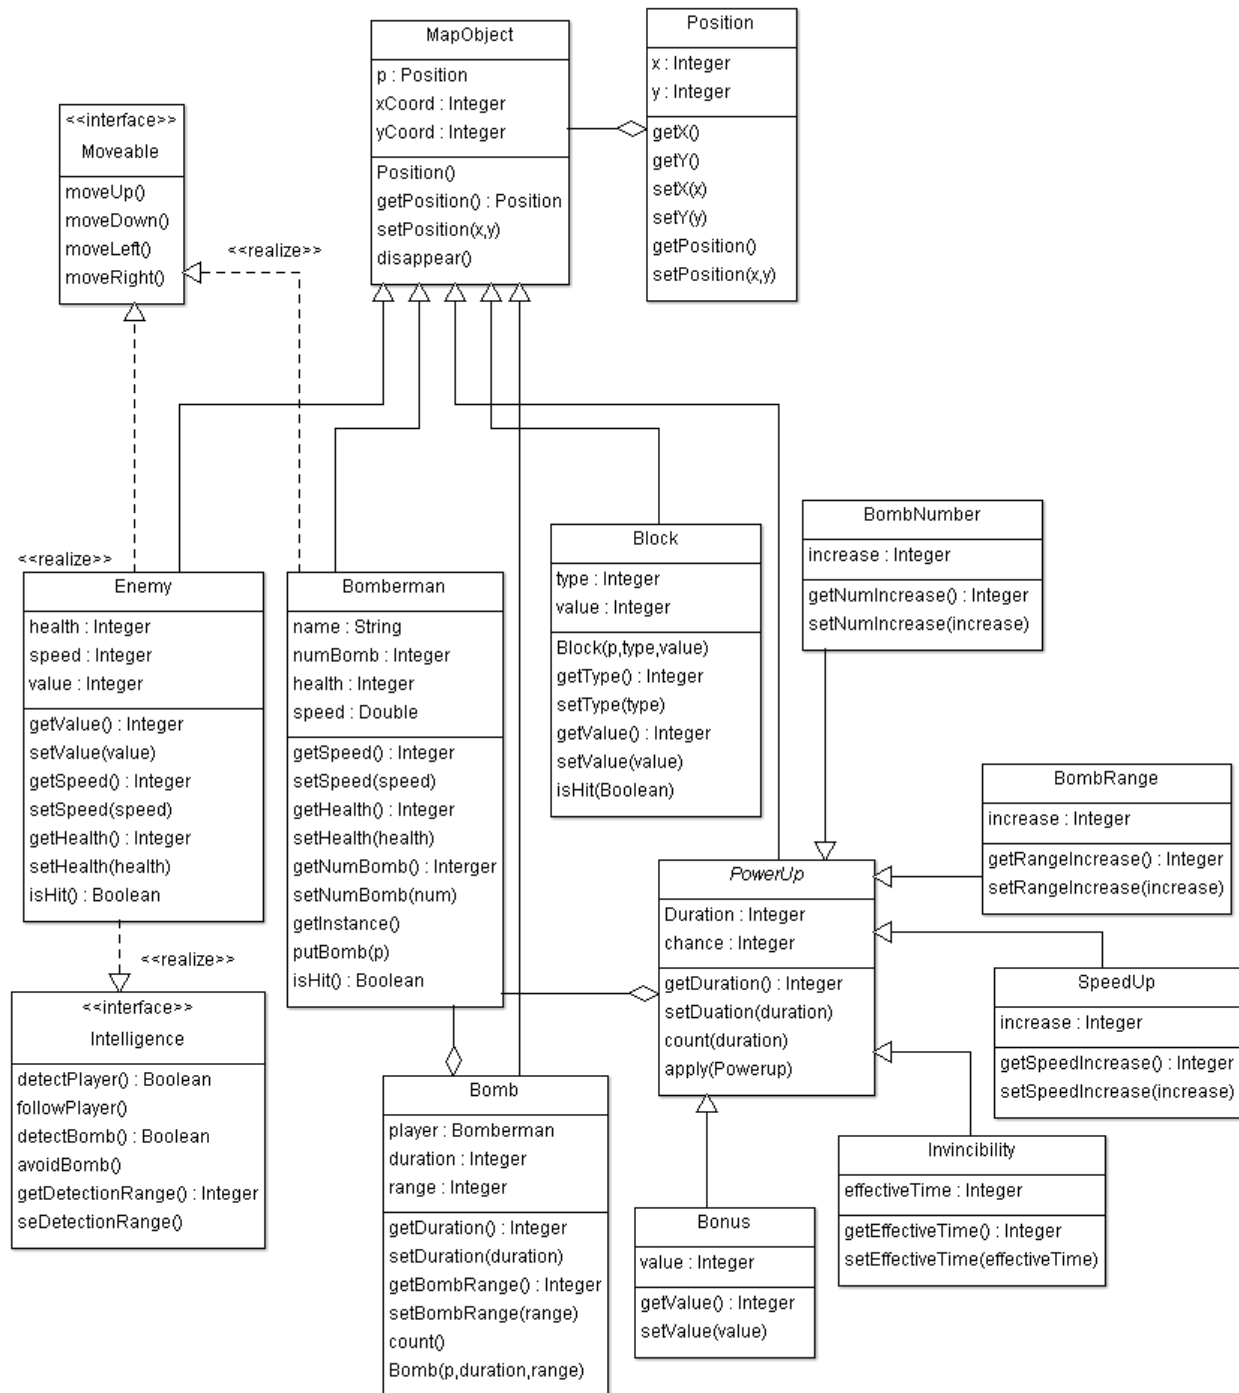 MapObject
p : Position
xCoord : Integer
yCoord : Integer
Position()
getPosition() : Position
setPosition(x,y)
disappear()
Position
x : Integer
y : Integer
getX()
getY()
setX(x)
setY(y)
getPosition()
setPosition(x,y)
<<interface>>
Moveable
moveUp()
moveDown()
moveLeft()
moveRight()
<<realize>>
<<realize>>
Enemy
health : Integer
speed : Integer
value : Integer
getValue() : Integer
setValue(value)
getSpeed() : Integer
setSpeed(speed)
getHealth() : Integer
setHealth(health)
isHit() : Boolean
Bomberman
name : String
numBomb : Integer
health : Integer
speed : Double
getSpeed() : Integer
setSpeed(speed)
getHealth() : Integer
setHealth(health)
getNumBomb() : Interger
setNumBomb(num)
getInstance()
putBomb(p)
isHit() : Boolean
Block
type : Integer
value : Integer
Block(p,type,value)
getType() : Integer
setType(type)
getValue() : Integer
setValue(value)
isHit(Boolean)
BombNumber
increase : Integer
getNumIncrease() : Integer
setNumIncrease(increase)
BombRange
increase : Integer
getRangeIncrease() : Integer
setRangeIncrease(increase)
PowerUp
Duration : Integer
chance : Integer
getDuration() : Integer
setDuation(duration)
count(duration)
apply(Powerup)
SpeedUp
increase : Integer
getSpeedIncrease() : Integer
setSpeedIncrease(increase)
<<realize>>
<<interface>>
Intelligence
detectPlayer() : Boolean
followPlayer()
detectBomb() : Boolean
avoidBomb()
getDetectionRange() : Integer
seDetectionRange()
Bomb
player : Bomberman
duration : Integer
range : Integer
getDuration() : Integer
setDuration(duration)
getBombRange() : Integer
setBombRange(range)
count()
Bomb(p,duration,range)
Invincibility
effectiveTime : Integer
getEffectiveTime() : Integer
setEffectiveTime(effectiveTime)
Bonus
value : Integer
getValue() : Integer
setValue(value)